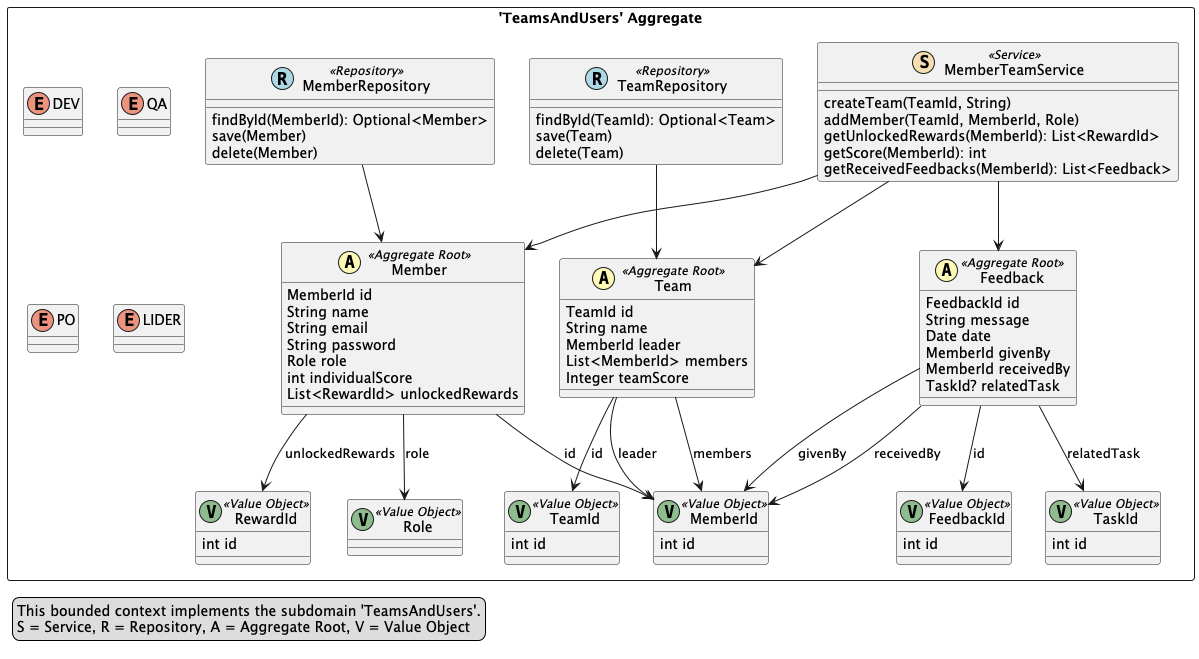 'TeamsAndUsers' Aggregate
E DEV
E QA
R «Repository»
MemberRepository
findById(MemberId): Optional<Member>
save(Member)
delete(Member)
R «Repository»
TeamRepository
findById(TeamId): Optional<Team>
save(Team)
delete(Team)
S «Service»
MemberTeamService
createTeam(TeamId, String)
addMember(TeamId, MemberId, Role)
getUnlockedRewards(MemberId): List<RewardId>
getScore(MemberId): int
getReceivedFeedbacks(MemberId): List<Feedback>
E PO
E LIDER
A «Aggregate Root»
Member
MemberId id
String name
String email
String password
Role role
int individualScore
List<RewardId> unlockedRewards
A «Aggregate Root»
Team
TeamId id
String name
MemberId leader
List<MemberId> members
Integer teamScore
A «Aggregate Root»
Feedback
FeedbackId id
String message
Date date
MemberId givenBy
MemberId receivedBy
TaskId? relatedTask
unlockedRewards
role
id
id
leader
members
givenBy
receivedBy
id
relatedTask
V «Value Object»
RewardId
int id
V «Value Object»
Role
V «Value Object»
TeamId
int id
V «Value Object»
MemberId
int id
V «Value Object»
FeedbackId
int id
V «Value Object»
TaskId
int id
This bounded context implements the subdomain 'TeamsAndUsers'.
S = Service, R = Repository, A = Aggregate Root, V = Value Object